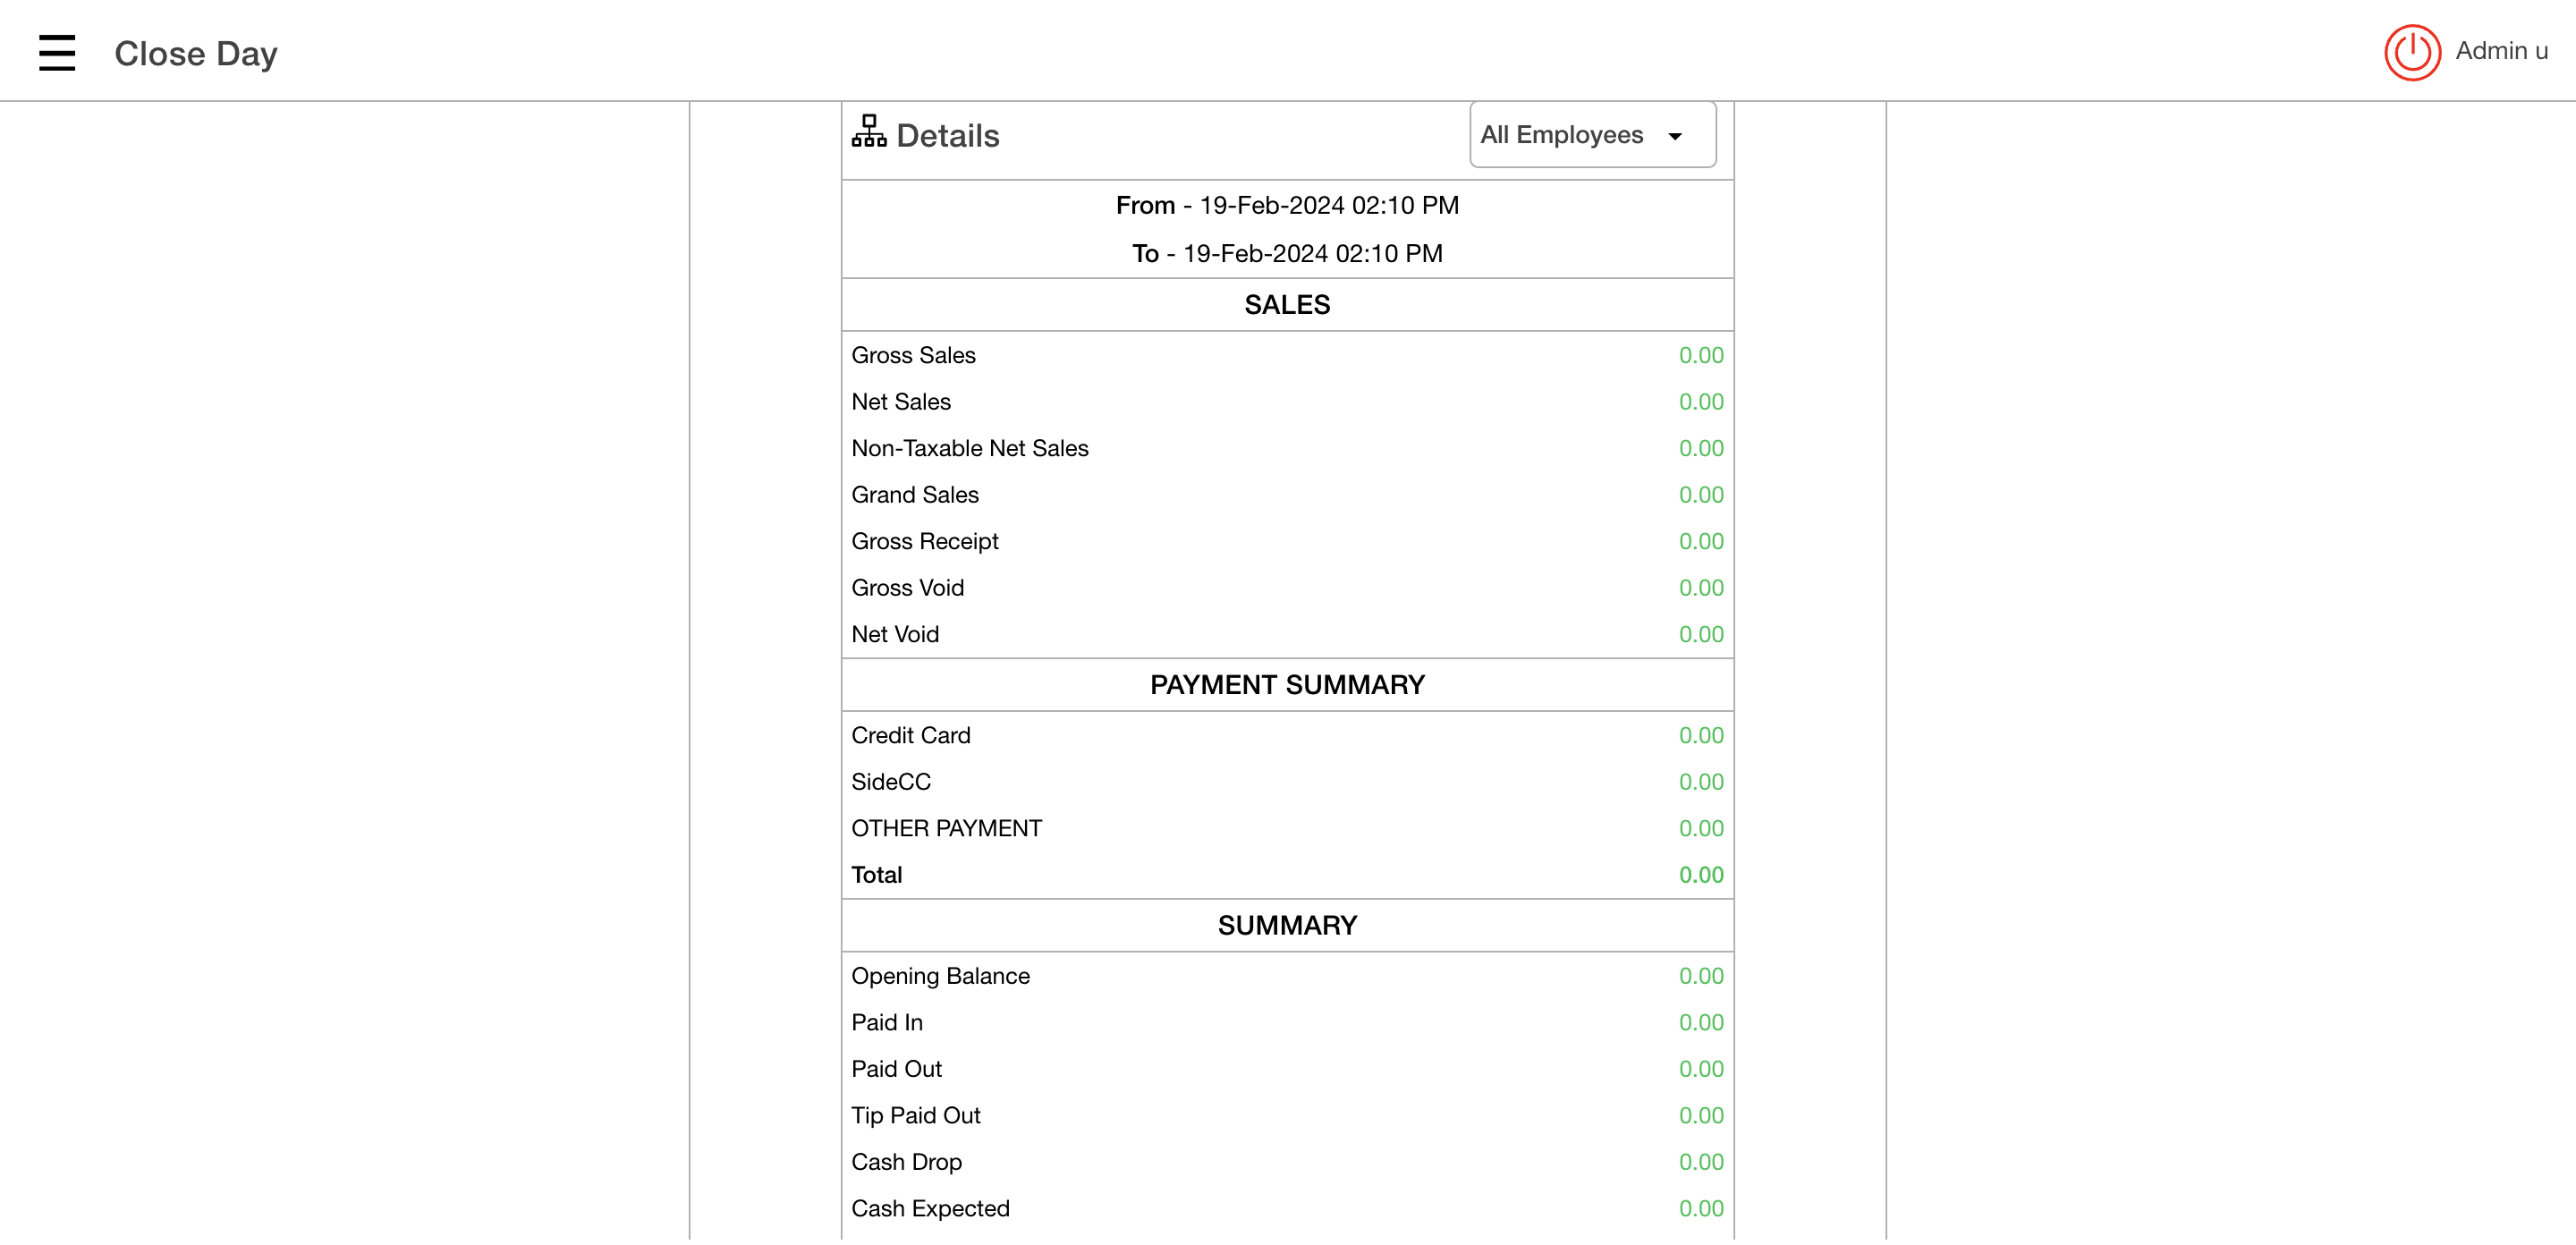 Close Day
Admin u
Details
All Employees
From - 19-Feb-2024 02:10 PM
To - 19-Feb-2024 02:10 PM
SALES
Gross Sales 0.00
Net Sales 0.00
Non-Taxable Net Sales 0.00
Grand Sales 0.00
Gross Receipt 0.00
Gross Void 0.00
Net Void 0.00
PAYMENT SUMMARY
Credit Card 0.00
SideCC 0.00
OTHER PAYMENT 0.00
Total 0.00
SUMMARY
Opening Balance 0.00
Paid In 0.00
Paid Out 0.00
Tip Paid Out 0.00
Cash Drop 0.00
Cash Expected 0.00